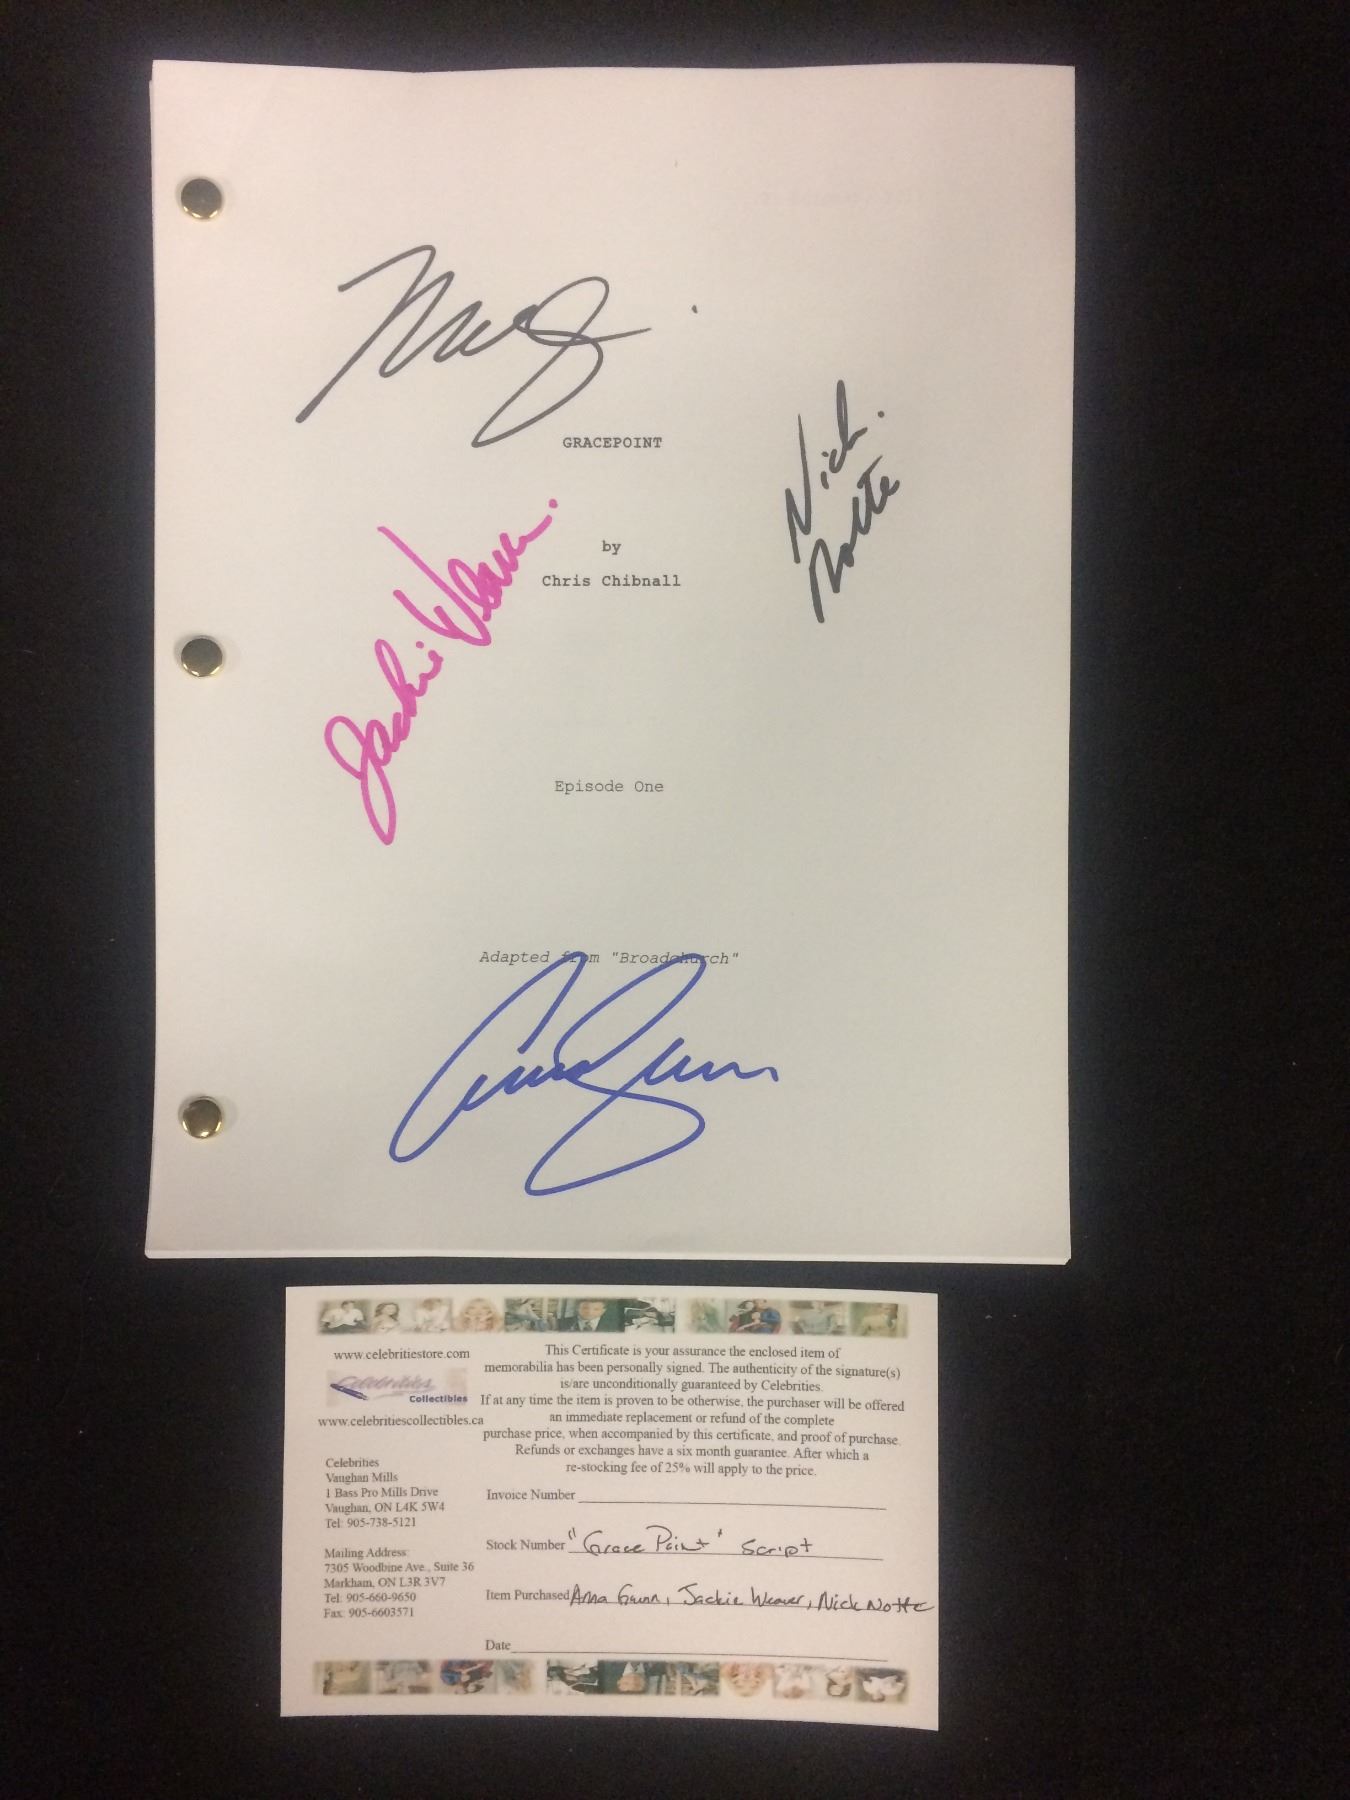 GRACEPOINT
Nick
Nolte
by
Chris Chibnall
Jackie Weaver
Episode One
Adapted from "Broadchurch"
Anna Gunn
www.celebritiestore.com
Celebrities
Collectibles
www.celebritiescollectibles.ca
Celebrities
Vaughan Mills
1 Bass Pro Mills Drive
Vaughan, ON L4K 5W4
Tel: 905-738-5121
Mailing Address:
7305 Woodbine Ave., Suite 36
Markham, ON L3R 3V7
Tel: 905-660-9650
Fax: 905-6603571
This Certificate is your assurance the enclosed item of
memorabilia has been personally signed. The authenticity of the signature(s)
is/are unconditionally guaranteed by Celebrities.
If at any time the item is proven to be otherwise, the purchaser will be offered
an immediate replacement or refund of the complete
purchase price, when accompanied by this certificate, and proof of purchase.
Refunds or exchanges have a six month guarantee. After which a
re-stocking fee of 25% will apply to the price.
Invoice Number
Stock Number "Grace Point" Script
Item Purchased Anna Gunn, Jackie Weaver, Nick Nolte
Date